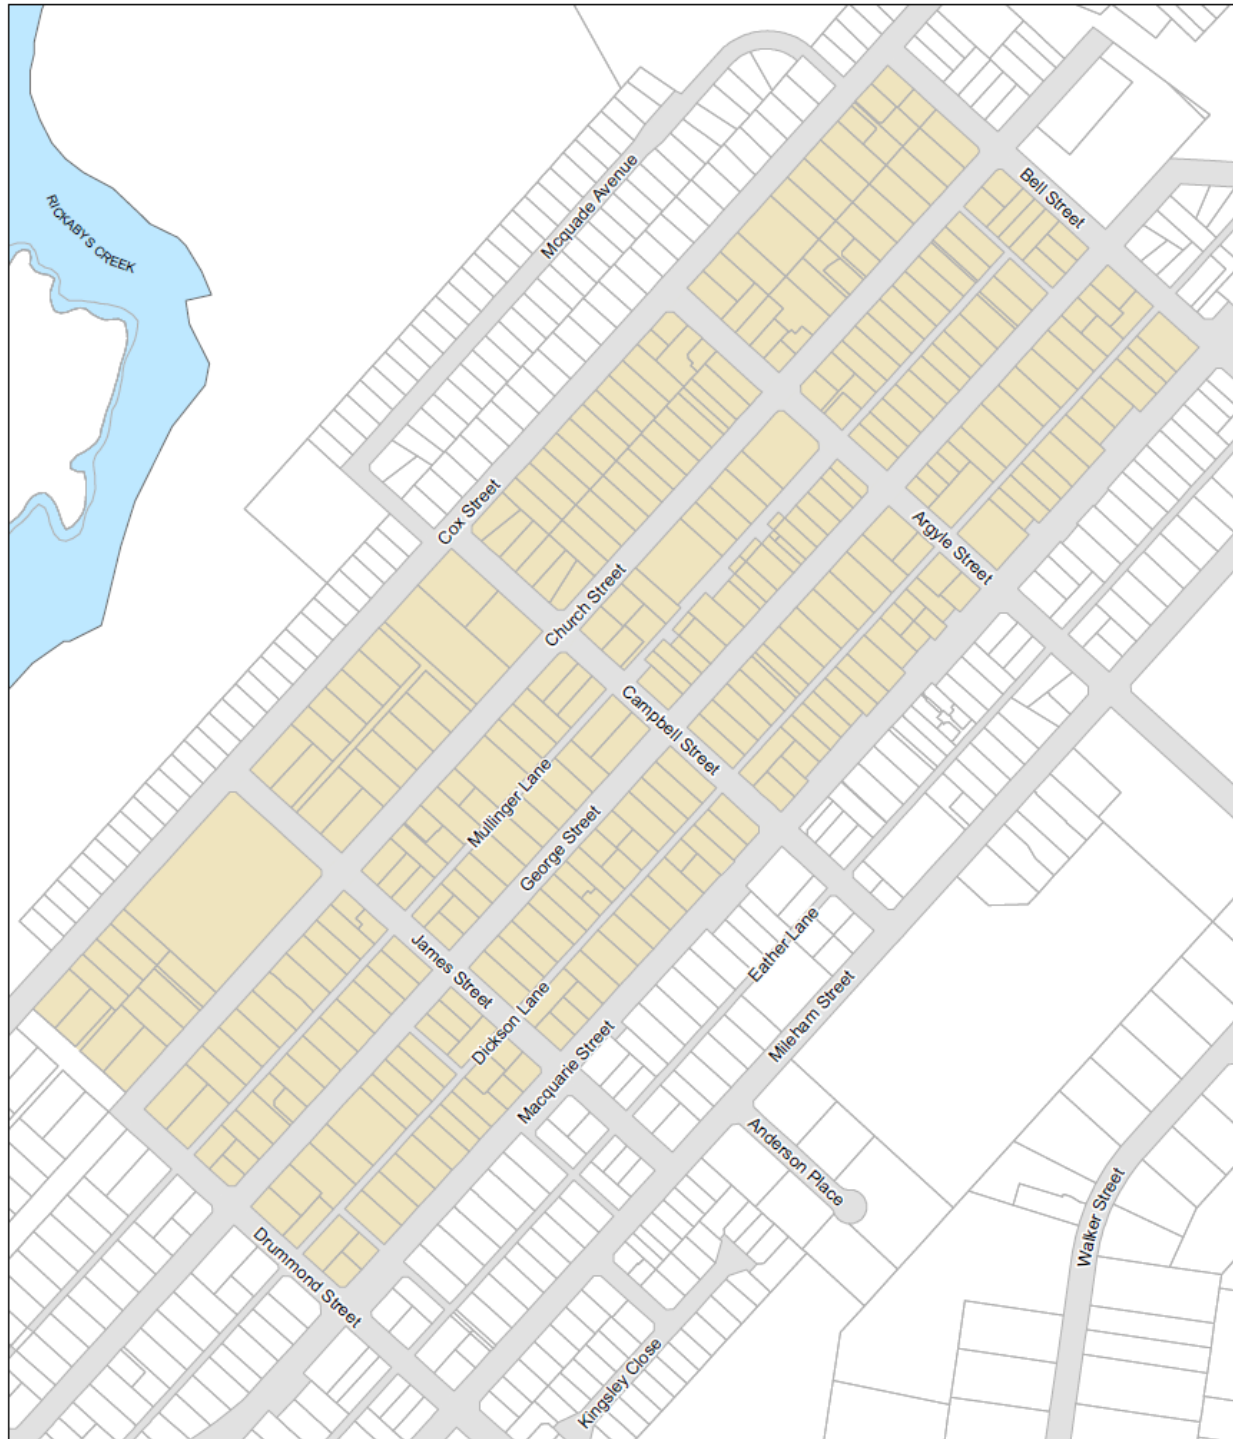 Mcquade Avenue
Bell Street
RICKABYS CREEK
Cox Street
Argyle Street
Church Street
Campbell Street
Mullinger Lane
George Street
Eather Lane
James Street
Dickson Lane
Mileham Street
Macquarie Street
Anderson Place
Walker Street
Drummond Street
Kingsley Close